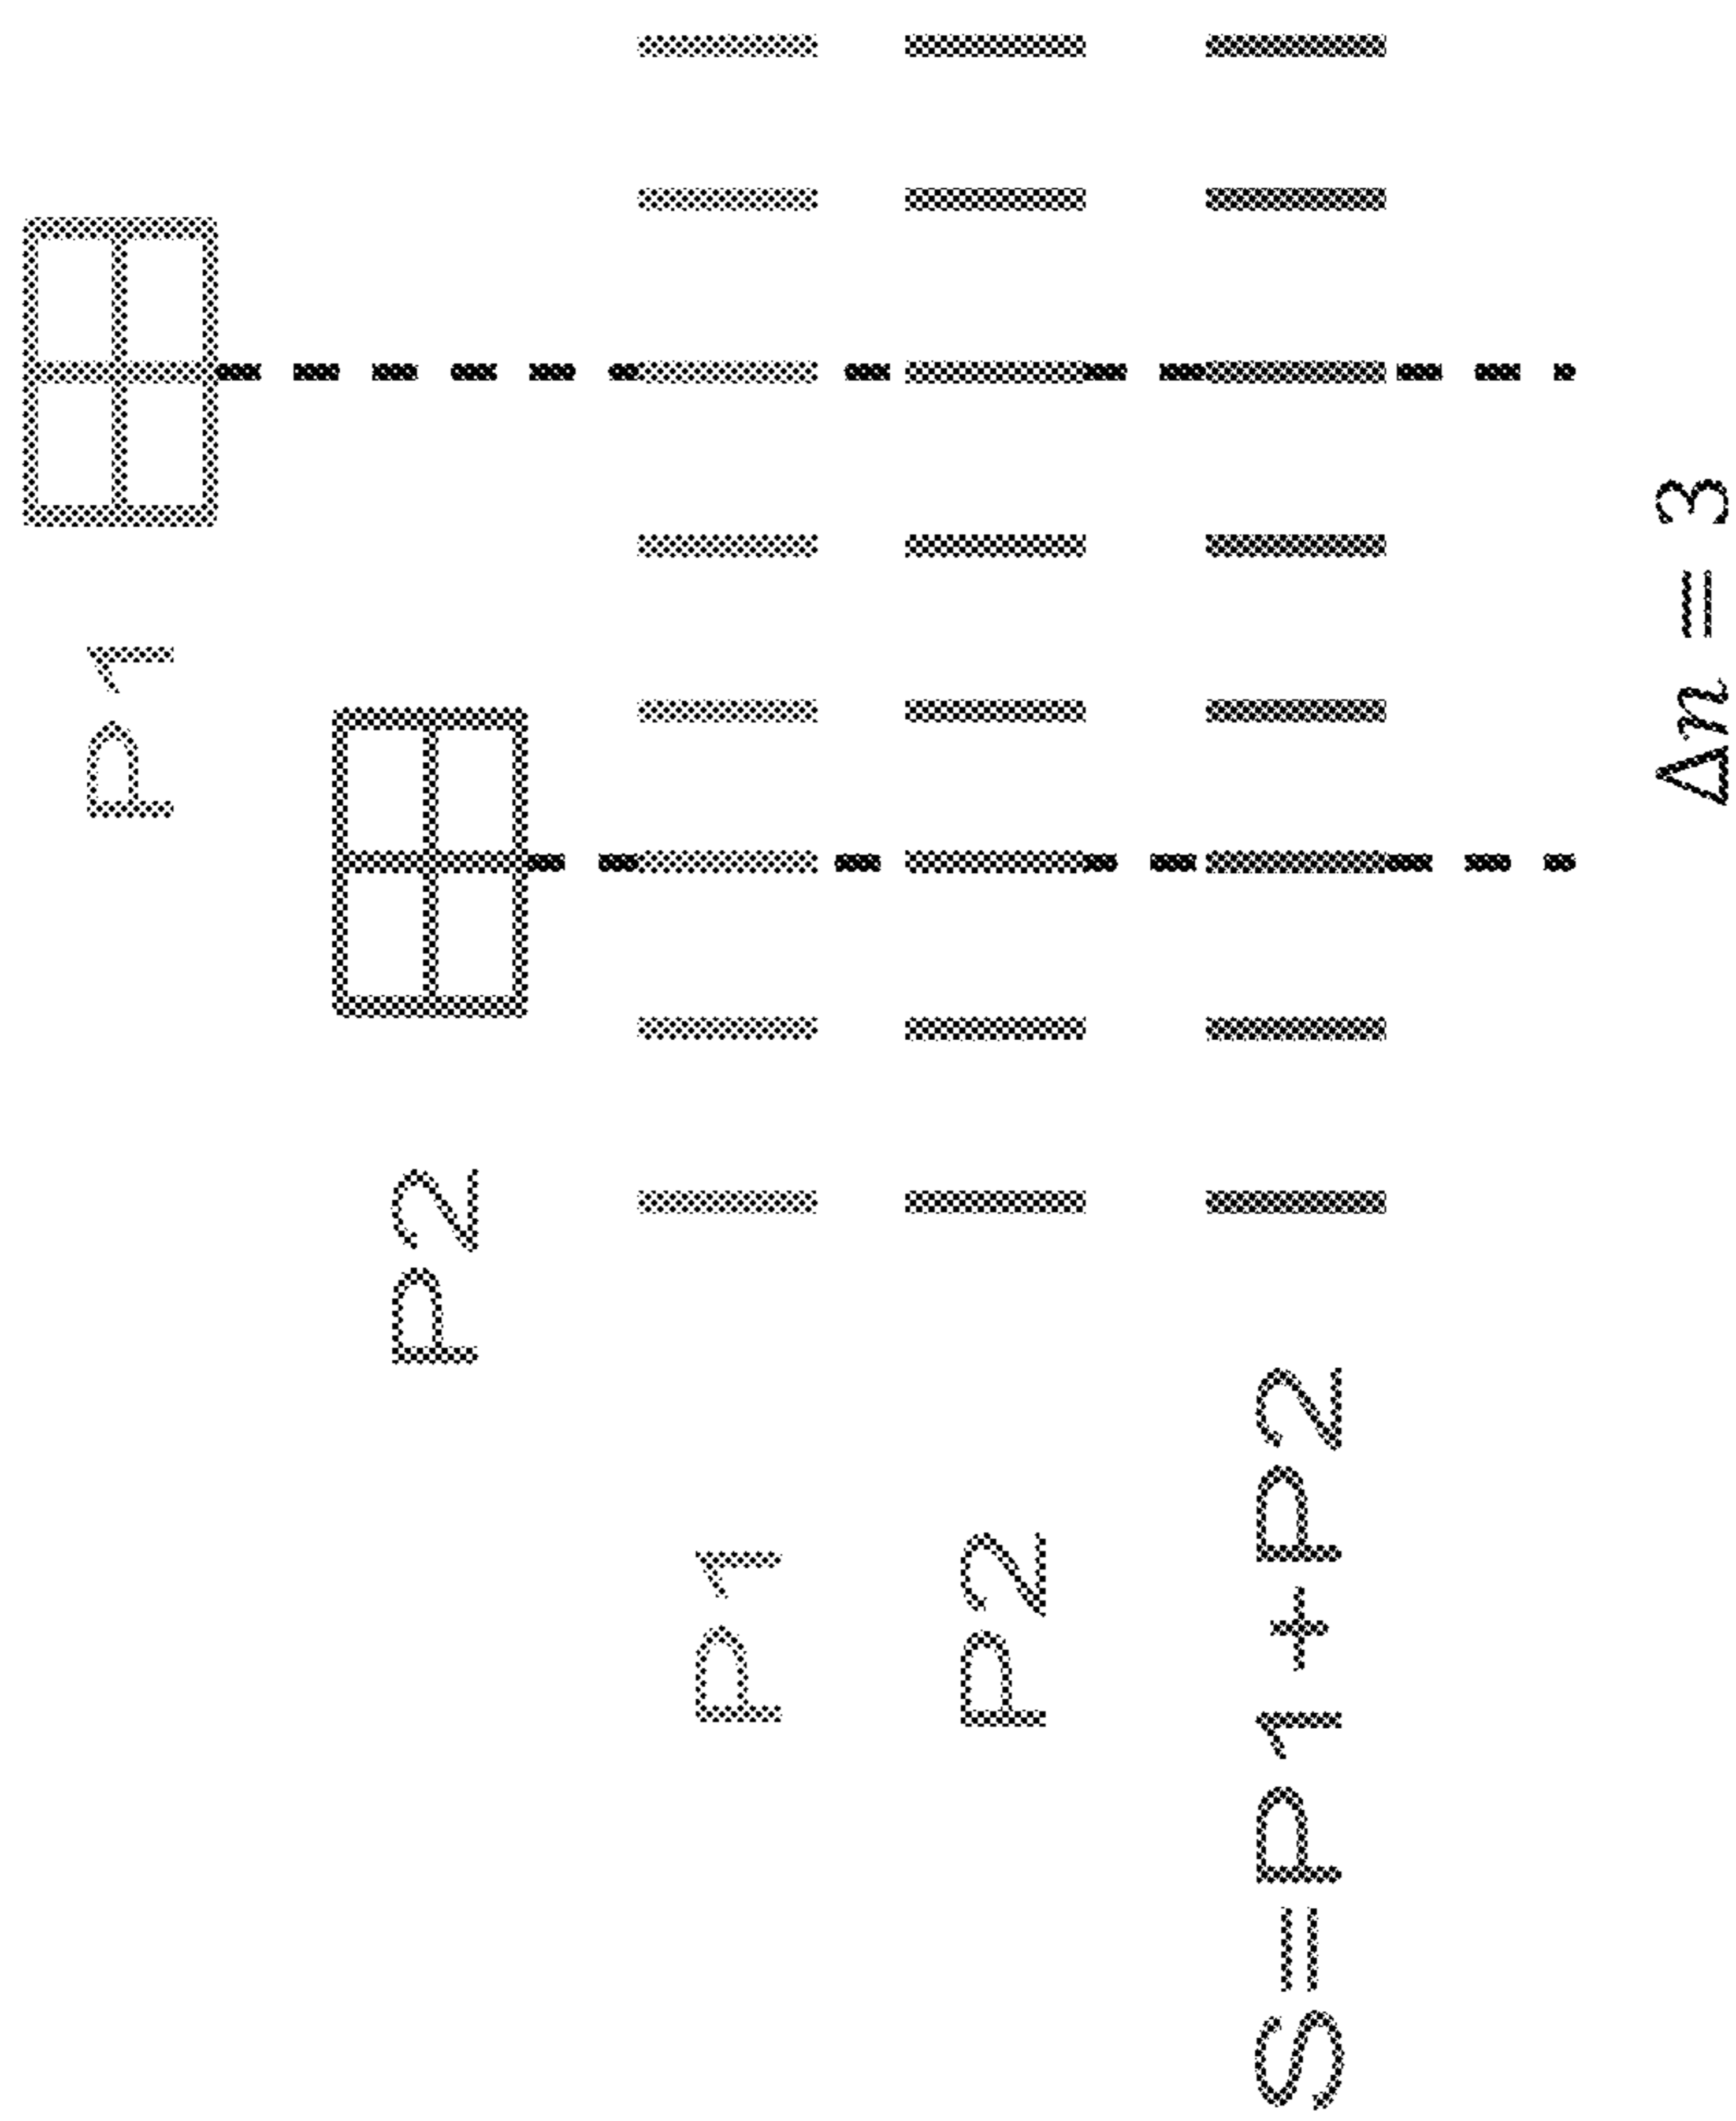 P1
P2
P1
P2
S=P1+P2
Δn = 3